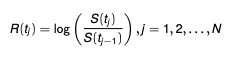 R(tⱼ) = log ( S(tⱼ) / S(tⱼ₋₁) ) , j = 1, 2, . . . , N